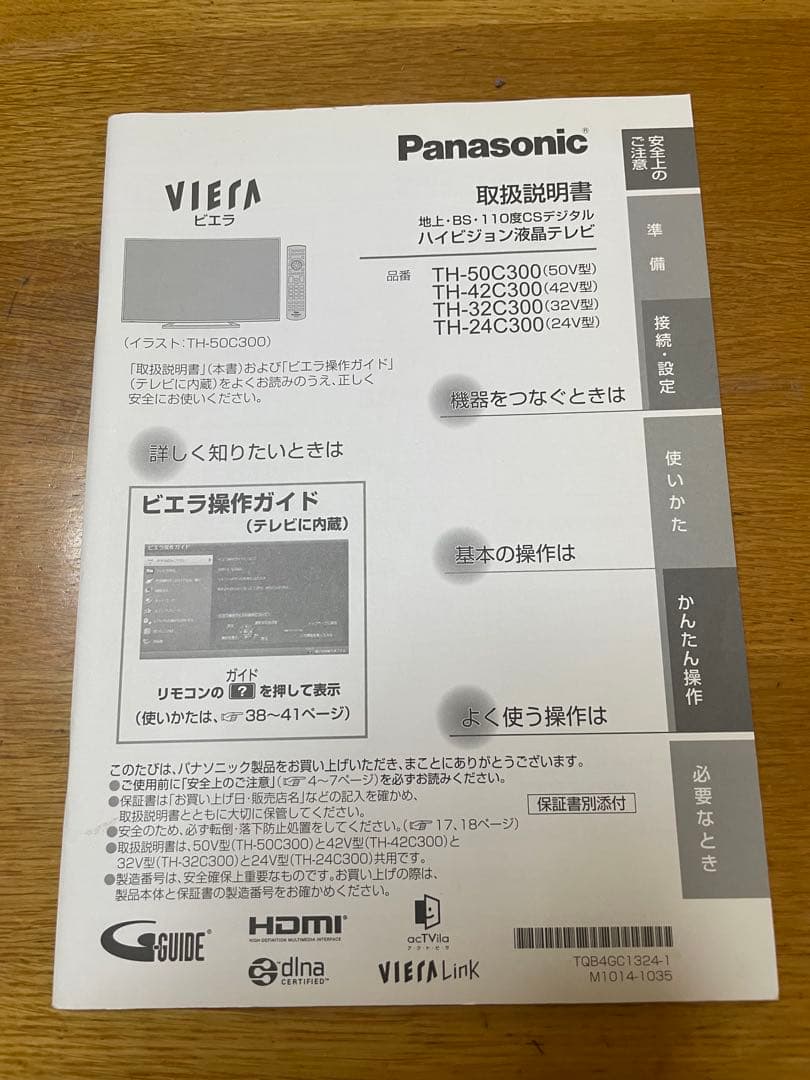 Panasonic®
VIERA
ビエラ
取扱説明書
地上・BS・110度CSデジタル
ハイビジョン液晶テレビ
品番
TH-50C300(50V型)
TH-42C300(42V型)
TH-32C300(32V型)
TH-24C300(24V型)
(イラスト:TH-50C300)
「取扱説明書」(本書)および「ビエラ操作ガイド」
(テレビに内蔵)をよくお読みのうえ、正しく
安全にお使いください。
機器をつなぐときは
詳しく知りたいときは
ビエラ操作ガイド
(テレビに内蔵)
ビエラ操作ガイド
ガイド
リモコンの ? を押して表示
(使いかたは、☞38～41ページ)
基本の操作は
よく使う操作は
このたびは、パナソニック製品をお買い上げいただき、まことにありがとうございます。
●ご使用前に「安全上のご注意」(☞4～7ページ)を必ずお読みください。
●保証書は「お買い上げ日・販売店名」などの記入を確かめ、
取扱説明書とともに大切に保管してください。
●安全のため、必ず転倒・落下防止処置をしてください。(☞17、18ページ)
●取扱説明書は、50V型(TH-50C300)と42V型(TH-42C300)と
32V型(TH-32C300)と24V型(TH-24C300)共用です。
●製造番号は、安全確保上重要なものです。お買い上げの際は、
製品本体と保証書の製造番号をお確かめください。
保証書別添付
G-GUIDE®
HDMI®
HIGH-DEFINITION MULTIMEDIA INTERFACE
dlna
CERTIFIED™
acTVila
アクトビラ
VIERA Link
TQB4GC1324-1
M1014-1035
安全上の
ご注意
準備
接続・設定
使いかた
かんたん操作
必要なとき